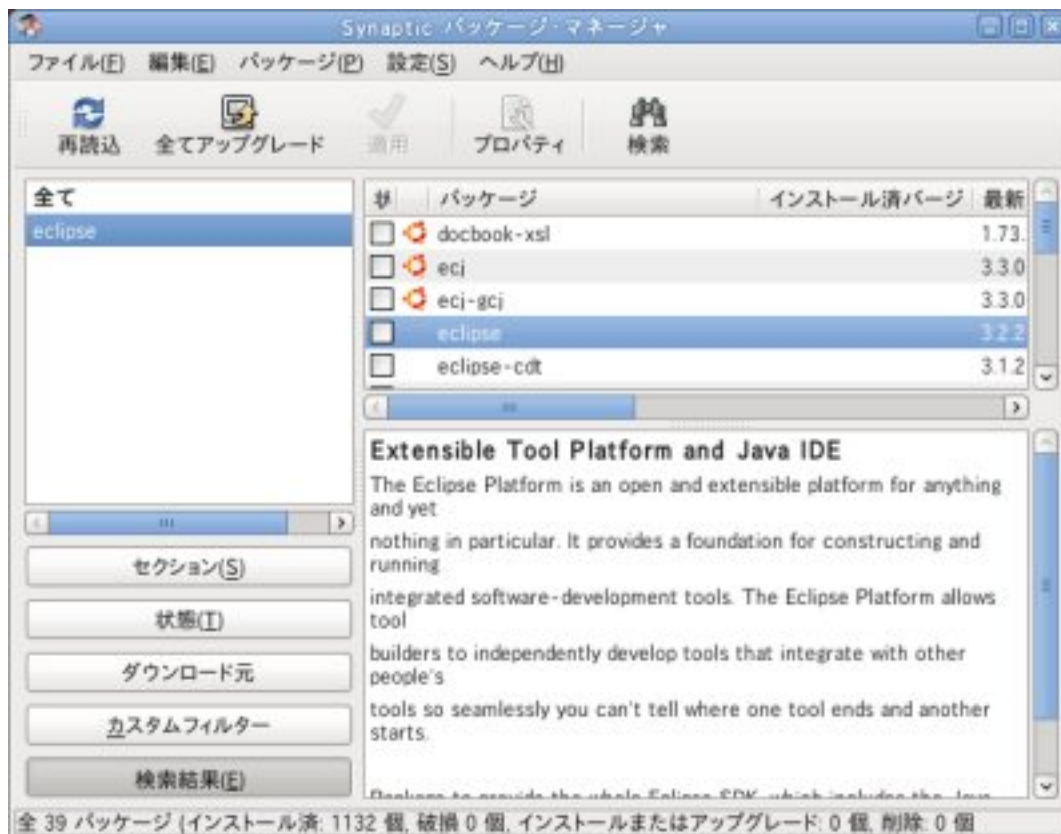 Synaptic パッケージ・マネージャ
ファイル(F) 編集(E) パッケージ(P) 設定(S) ヘルプ(H)
再読込 全てアップグレード 適用 プロパティ 検索
全て
eclipse
セクション(S)
状態(T)
ダウンロード元
カスタムフィルター
検索結果(E)
パッケージ インストール済バージ 最新
docbook-xsl 1.73.
ecj 3.3.0
ecj-gcj 3.3.0
eclipse 3.2.2
eclipse-cdt 3.1.2
Extensible Tool Platform and Java IDE
The Eclipse Platform is an open and extensible platform for anything
and yet
nothing in particular. It provides a foundation for constructing and
running
integrated software-development tools. The Eclipse Platform allows
tool
builders to independently develop tools that integrate with other
people's
tools so seamlessly you can't tell where one tool ends and another
starts.
to provide the whole Eclipse SDK, which includes the Java
全 39 パッケージ (インストール済: 1132 個, 破損 0 個, インストールまたはアップグレード: 0 個, 削除: 0 個